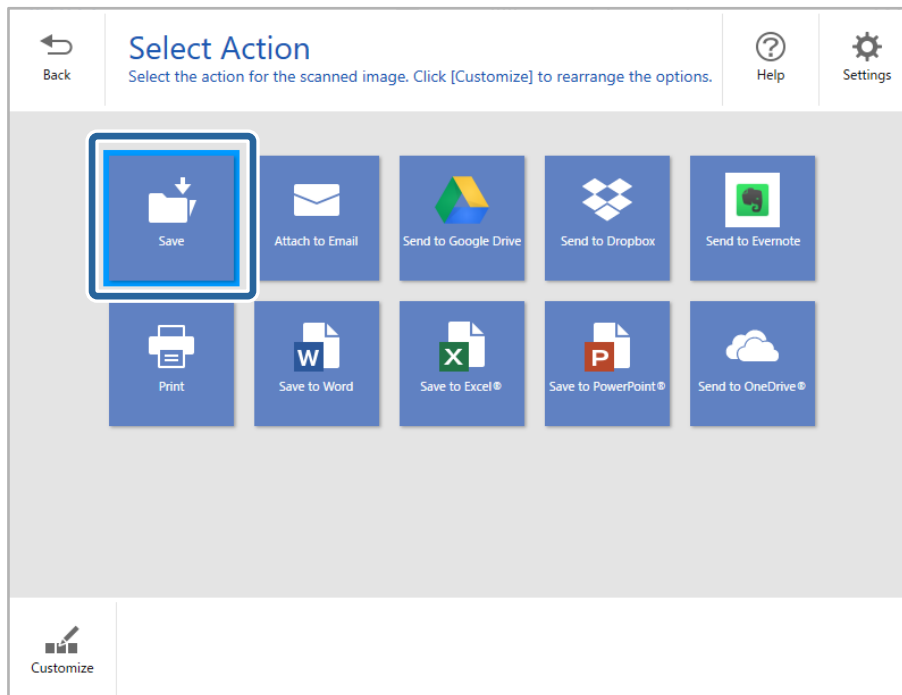 Back
Select Action
Select the action for the scanned image. Click [Customize] to rearrange the options.
Help
Settings
Save
Attach to Email
Send to Google Drive
Send to Dropbox
Send to Evernote
Print
W
Save to Word
X
Save to Excel®
P
Save to PowerPoint®
Send to OneDrive®
Customize